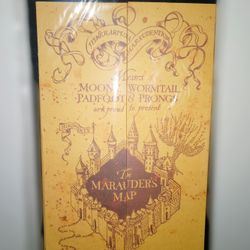 Messrs
MOONY WORMTAIL
PADFOOT & PRONGS
are proud to present
The
MARAUDER'S
MAP